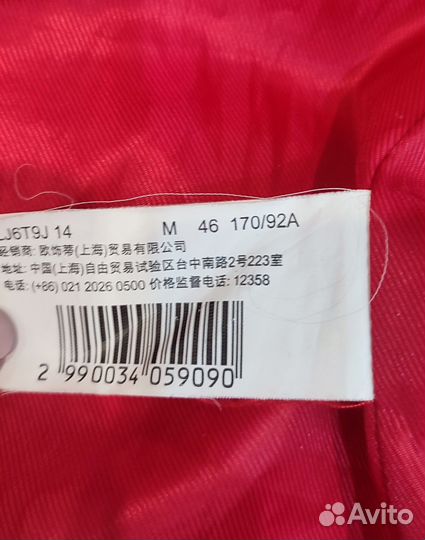 LJ6T9J 14 M 46 170/92A
经销商: 欧饰蒂(上海)贸易有限公司
地址: 中国(上海)自由贸易试验区台中南路2号223室
电话: (+86) 021 2026 0500 价格监督电话: 12358
2 990034 059090
Avito